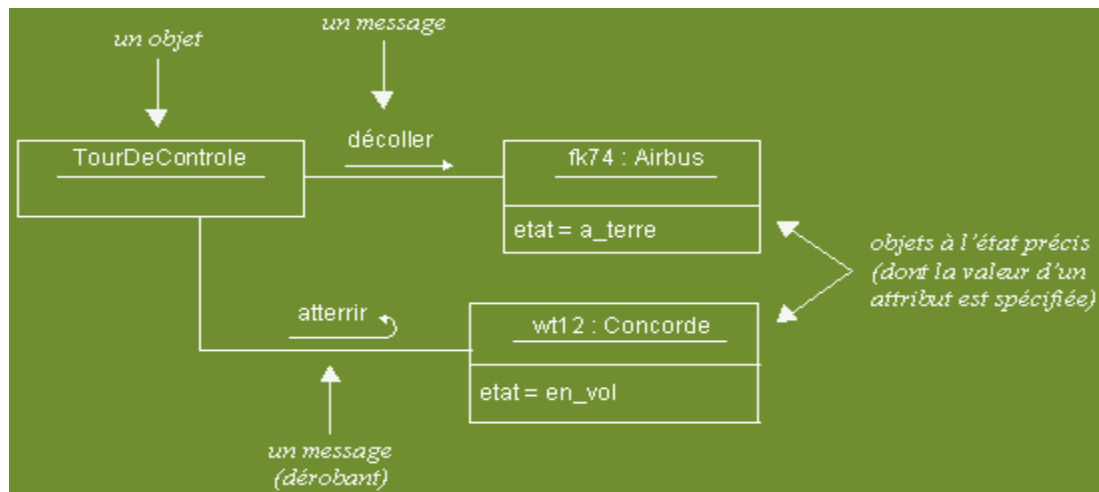 un objet
un message
TourDeControle
décoller
fk74 : Airbus
etat = a_terre
objets à l'état précis
(dont la valeur d'un
attribut est spécifiée)
atterrir
wt12 : Concorde
etat = en_vol
un message
(dérobant)